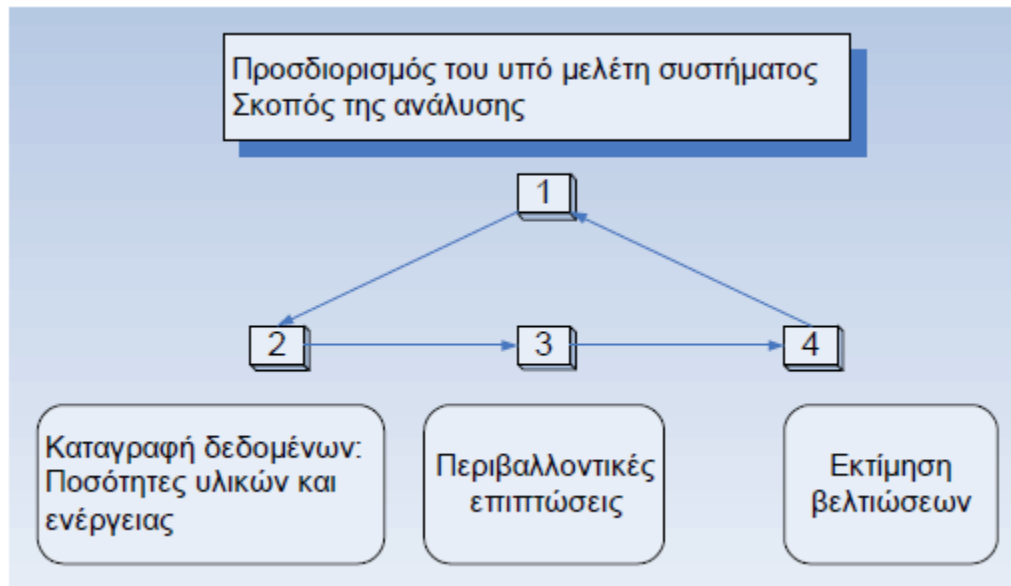 Προσδιορισμός του υπό μελέτη συστήματος
Σκοπός της ανάλυσης
1
2
3
4
Καταγραφή δεδομένων:
Ποσότητες υλικών και
ενέργειας
Περιβαλλοντικές
επιπτώσεις
Εκτίμηση
βελτιώσεων